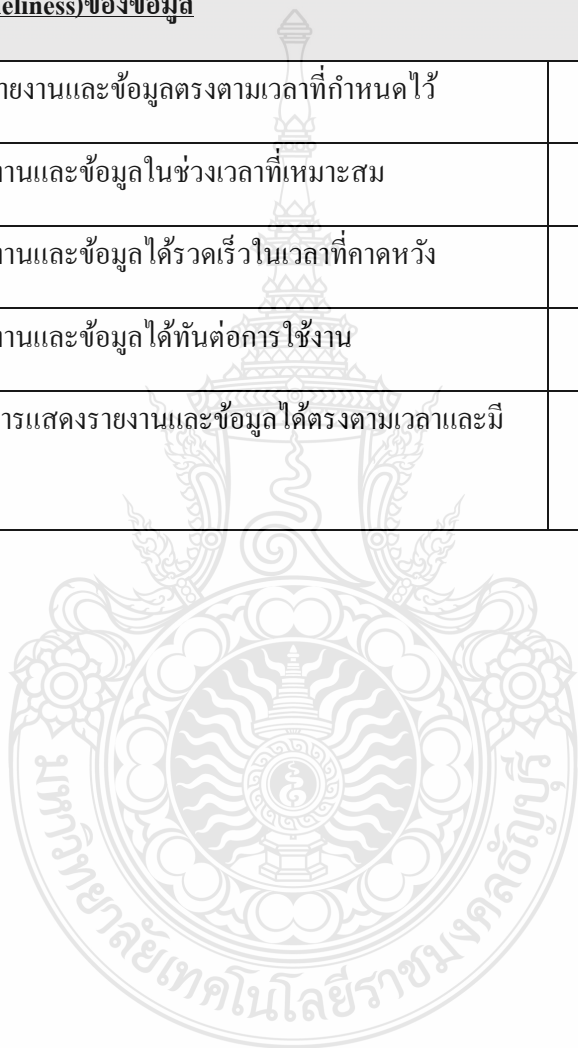 eliness)ของข้อมูล
ายงานและข้อมูลตรงตามเวลาที่กำหนดไว้
งานและข้อมูลในช่วงเวลาที่เหมาะสม
งานและข้อมูลได้รวดเร็วในเวลาที่คาดหวัง
งานและข้อมูลได้ทันต่อการใช้งาน
ารแสดงรายงานและข้อมูลได้ตรงตามเวลาและมี
มหาวิทยาลัยเทคโนโลยีราชมงคลธัญบุรี